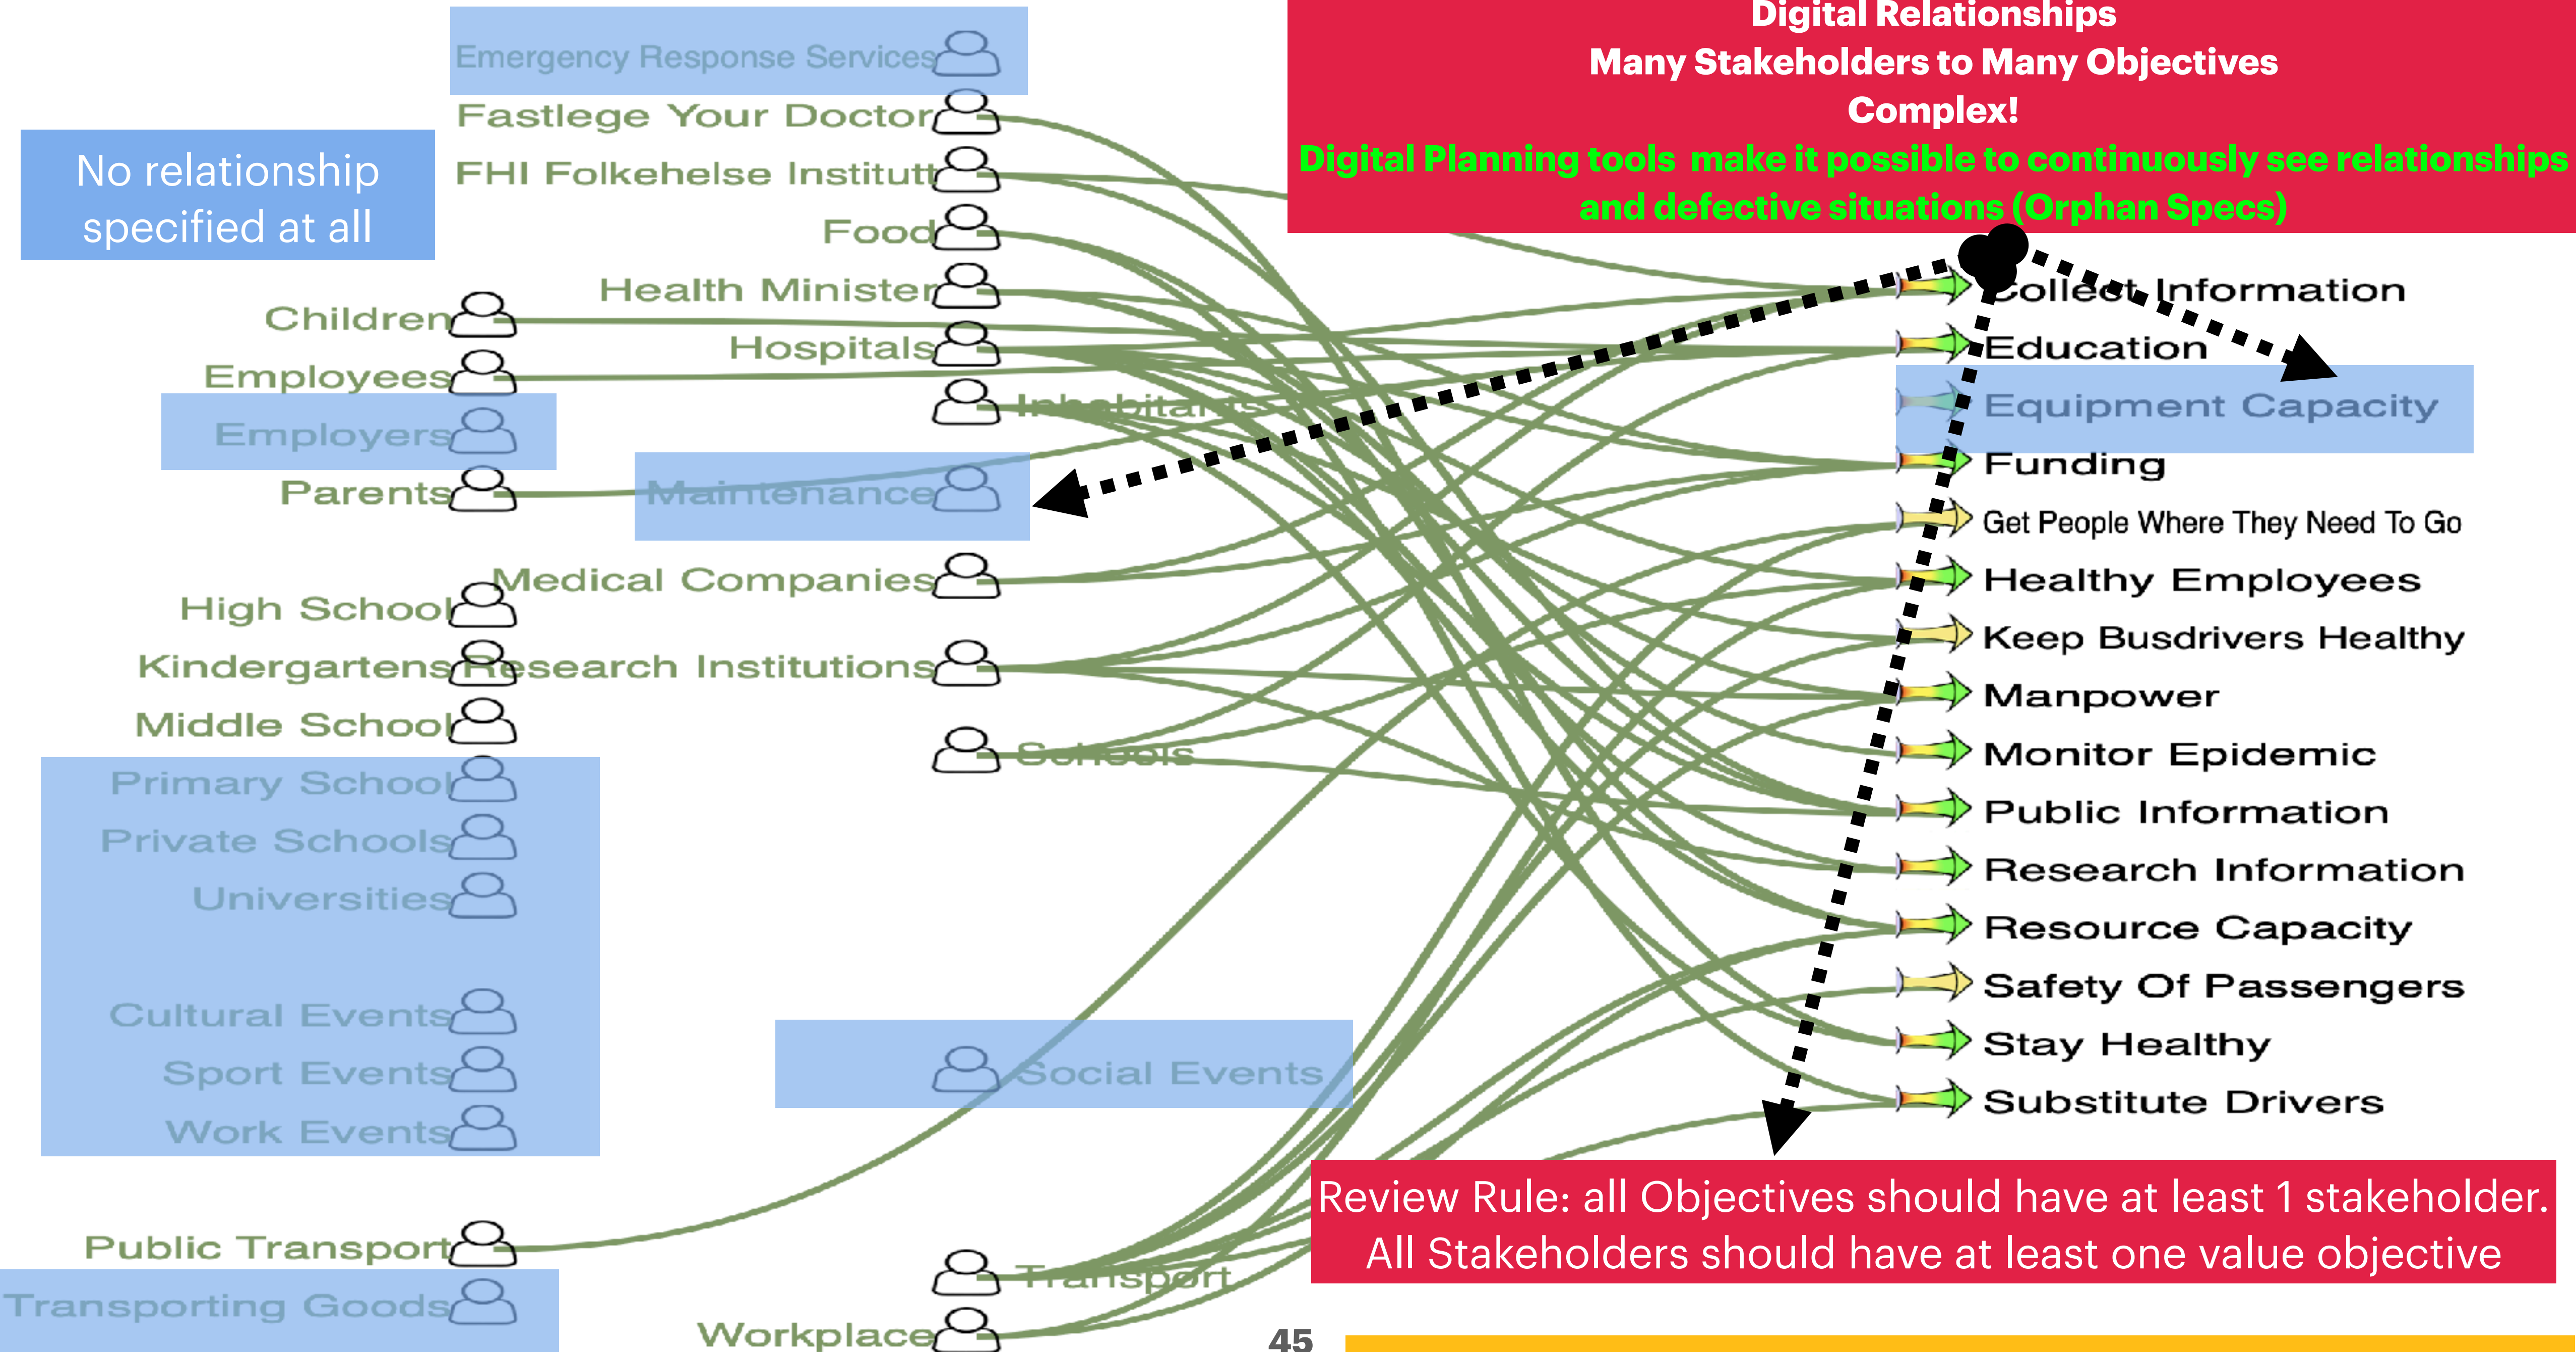 Digital Relationships
Many Stakeholders to Many Objectives
Complex!
Digital Planning tools make it possible to continuously see relationships
and defective situations (Orphan Specs)
No relationship
specified at all
Emergency Response Services
Fastlege Your Doctor
FHI Folkehelse Institutt
Food
Health Minister
Hospitals
Inhabitants
Maintenance
Medical Companies
Research Institutions
Schools
Social Events
Transport
Workplace
Children
Employees
Employers
Parents
High School
Kindergartens
Middle School
Primary School
Private Schools
Universities
Cultural Events
Sport Events
Work Events
Public Transport
Transporting Goods
Collect Information
Education
Equipment Capacity
Funding
Get People Where They Need To Go
Healthy Employees
Keep Busdrivers Healthy
Manpower
Monitor Epidemic
Public Information
Research Information
Resource Capacity
Safety Of Passengers
Stay Healthy
Substitute Drivers
Review Rule: all Objectives should have at least 1 stakeholder.
All Stakeholders should have at least one value objective
45